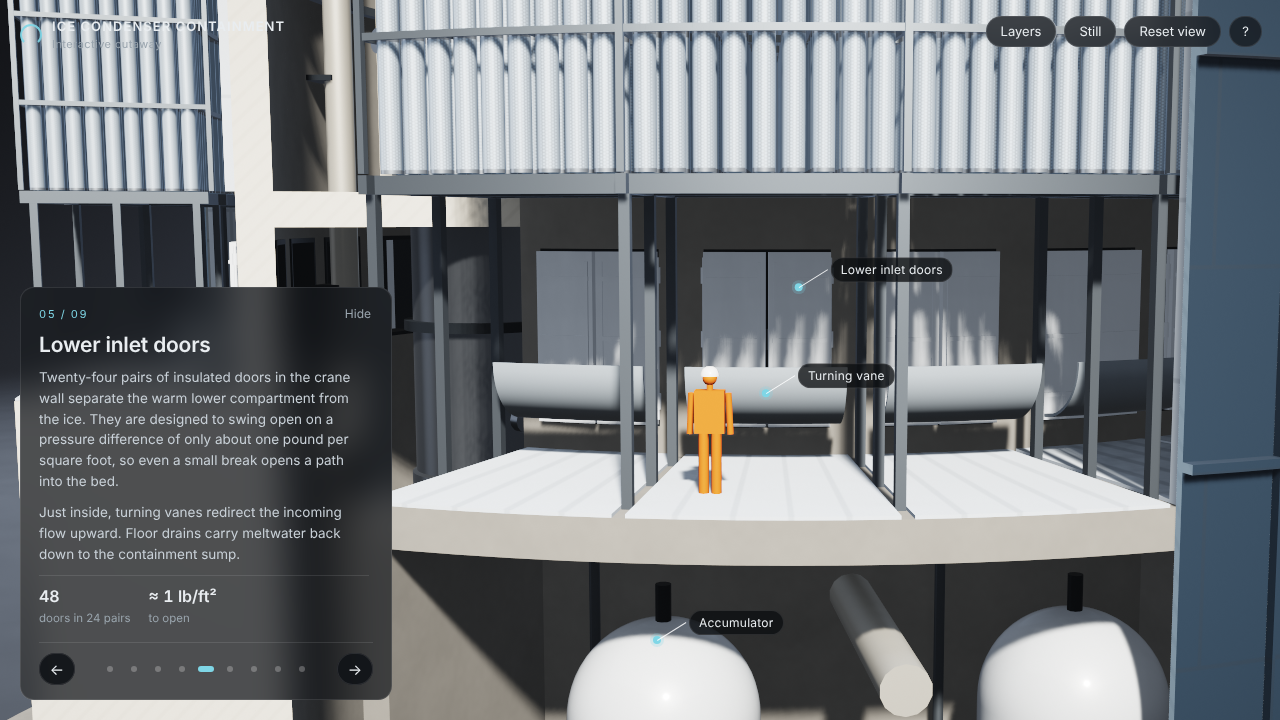 ICE CONDENSER CONTAINMENT
Interactive cutaway
Layers
Still
Reset view
?
Lower inlet doors
Turning vane
Accumulator
05 / 09
Hide
Lower inlet doors
Twenty-four pairs of insulated doors in the crane
wall separate the warm lower compartment from
the ice. They are designed to swing open on a
pressure difference of only about one pound per
square foot, so even a small break opens a path
into the bed.
Just inside, turning vanes redirect the incoming
flow upward. Floor drains carry meltwater back
down to the containment sump.
48
doors in 24 pairs
≈ 1 lb/ft²
to open